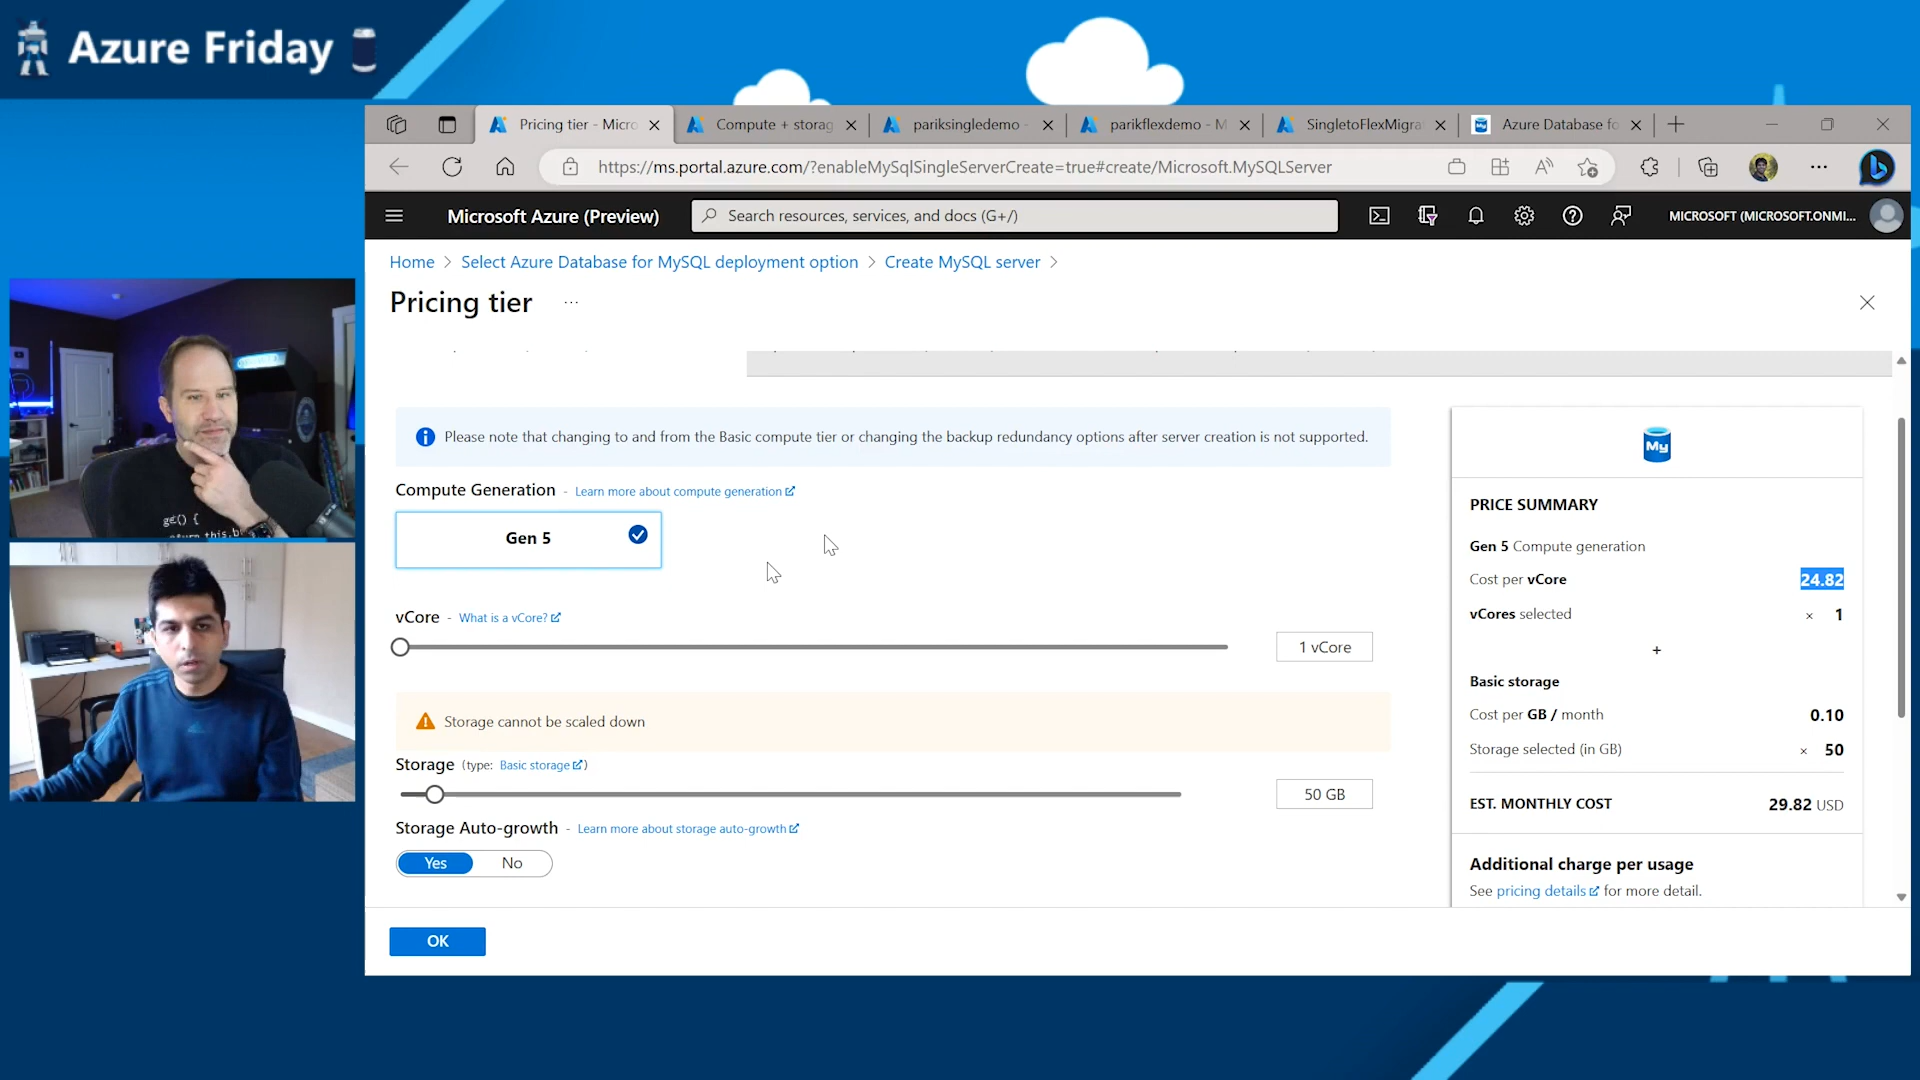 Azure Friday
Pricing tier - Micro
Compute + storag
pariksingledemo -
parikflexdemo - M
SingletoFlexMigra
Azure Database fo
https://ms.portal.azure.com/?enableMySqlSingleServerCreate=true#create/Microsoft.MySQLServer
Microsoft Azure (Preview)
Search resources, services, and docs (G+/)
MICROSOFT (MICROSOFT.ONMI...
Home > Select Azure Database for MySQL deployment option > Create MySQL server >
Pricing tier ...
Please note that changing to and from the Basic compute tier or changing the backup redundancy options after server creation is not supported.
Compute Generation - Learn more about compute generation
Gen 5
vCore - What is a vCore?
1 vCore
Storage cannot be scaled down
Storage (type: Basic storage)
50 GB
Storage Auto-growth - Learn more about storage auto-growth
Yes No
OK
My
PRICE SUMMARY
Gen 5 Compute generation
Cost per vCore 24.82
vCores selected × 1
+
Basic storage
Cost per GB / month 0.10
Storage selected (in GB) × 50
EST. MONTHLY COST 29.82 USD
Additional charge per usage
See pricing details for more detail.
get() {
return this.b